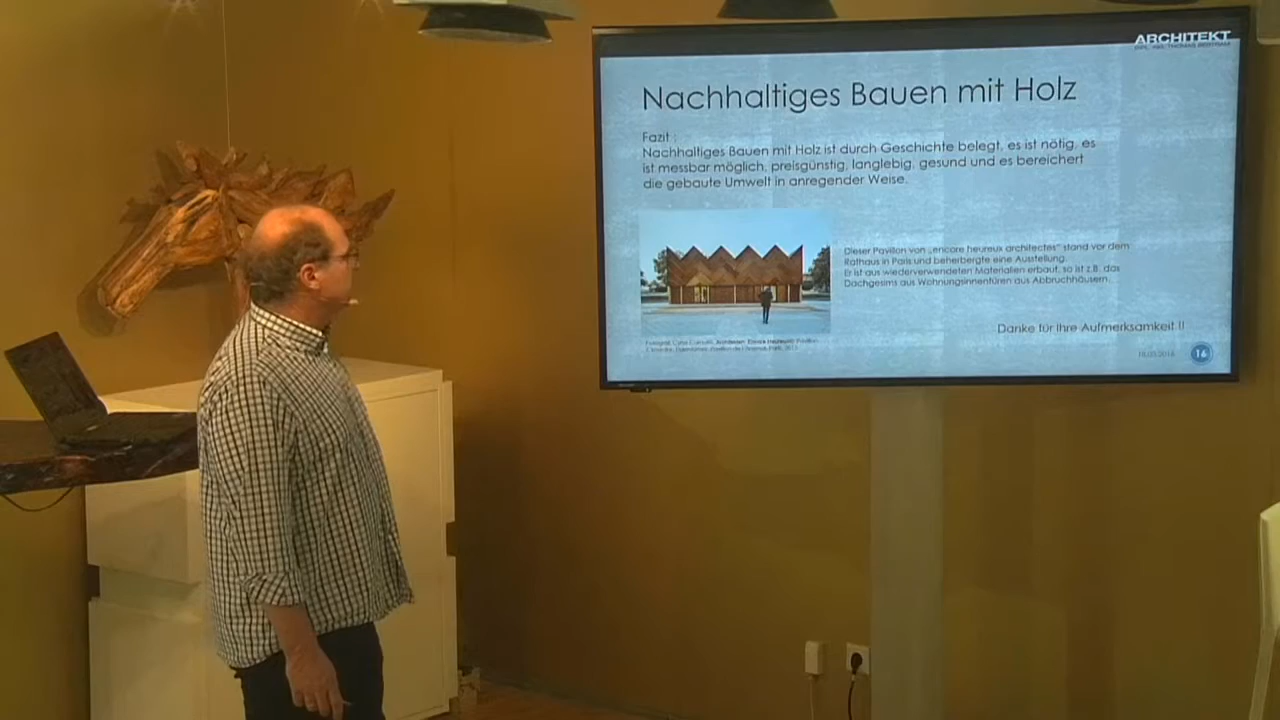 ARCHITEKT
Nachhaltiges Bauen mit Holz
Fazit :
Nachhaltiges Bauen mit Holz ist durch Geschichte belegt, es ist nötig, es
ist messbar möglich, preisgünstig, langlebig, gesund und es bereichert
die gebaute Umwelt in anregender Weise.
Dieser Pavillon von „encore heureux architectes" stand vor dem
Rathaus in Paris und beherbergte eine Ausstellung.
Er ist aus wiederverwendeten Materialien erbaut, so ist z.B. das
Dachgesims aus Wohnungsinnentüren aus Abbruchhäusern.
Danke für Ihre Aufmerksamkeit !!
16